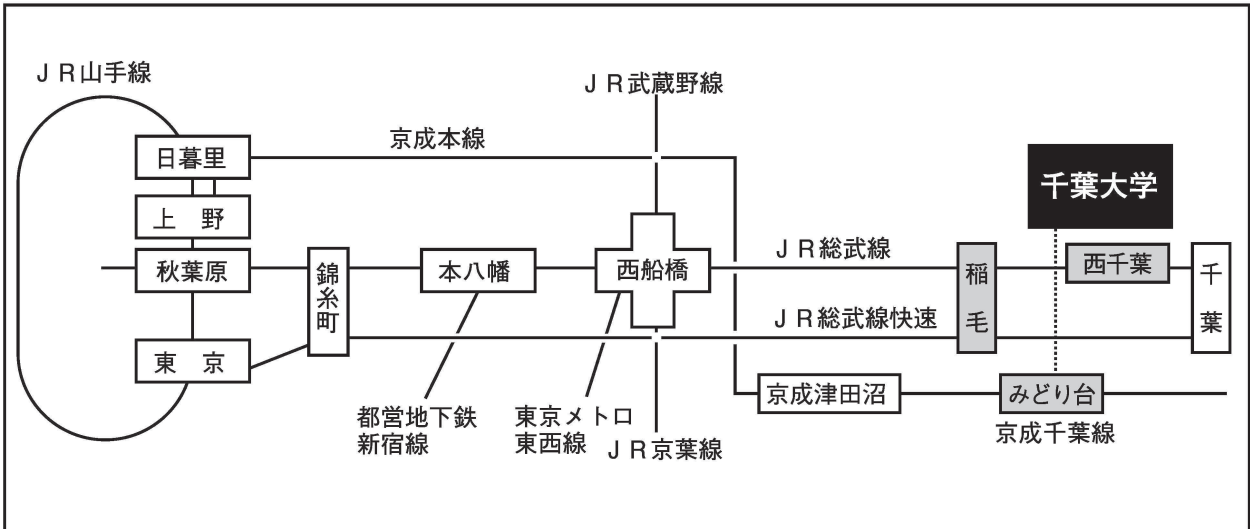 JR山手線
JR武蔵野線
京成本線
日暮里
千葉大学
上 野
JR総武線
秋葉原
錦糸町
本八幡
西船橋
稲毛
西千葉
千葉
JR総武線快速
東 京
京成津田沼
みどり台
都営地下鉄
新宿線
東京メトロ
東西線
JR京葉線
京成千葉線